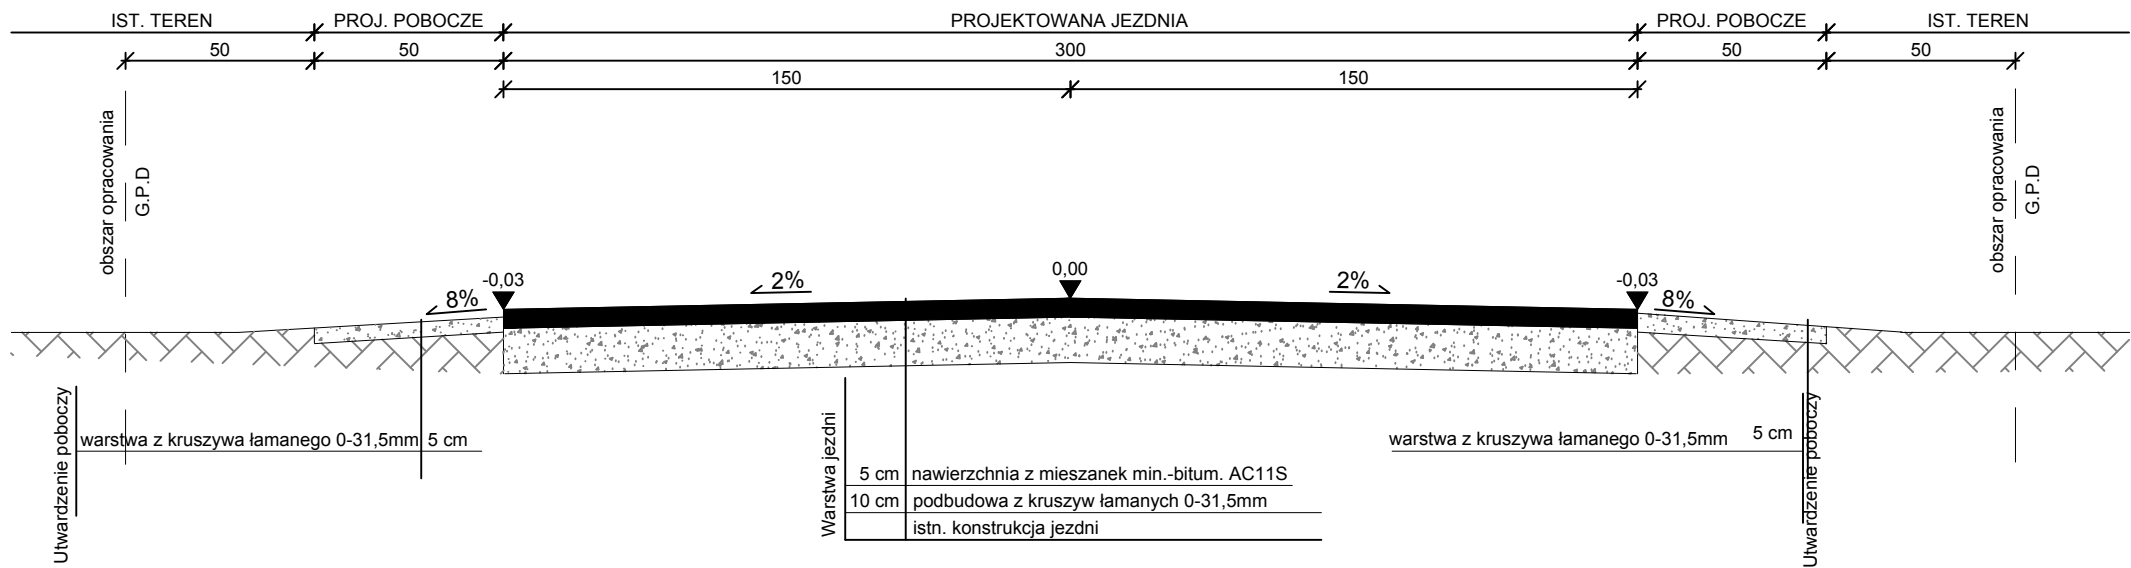 IST. TEREN
PROJ. POBOCZE
PROJEKTOWANA JEZDNIA
PROJ. POBOCZE
IST. TEREN
50
50
300
50
50
150
150
obszar opracowania
G.P.D
obszar opracowania
G.P.D
-0,03
0,00
-0,03
8%
2%
2%
8%
Utwardzenie poboczy
warstwa z kruszywa łamanego 0-31,5mm 5 cm
Warstwa jezdni
5 cm nawierzchnia z mieszanek min.-bitum. AC11S
10 cm podbudowa z kruszyw łamanych 0-31,5mm
istn. konstrukcja jezdni
warstwa z kruszywa łamanego 0-31,5mm 5 cm
Utwardzenie poboczy